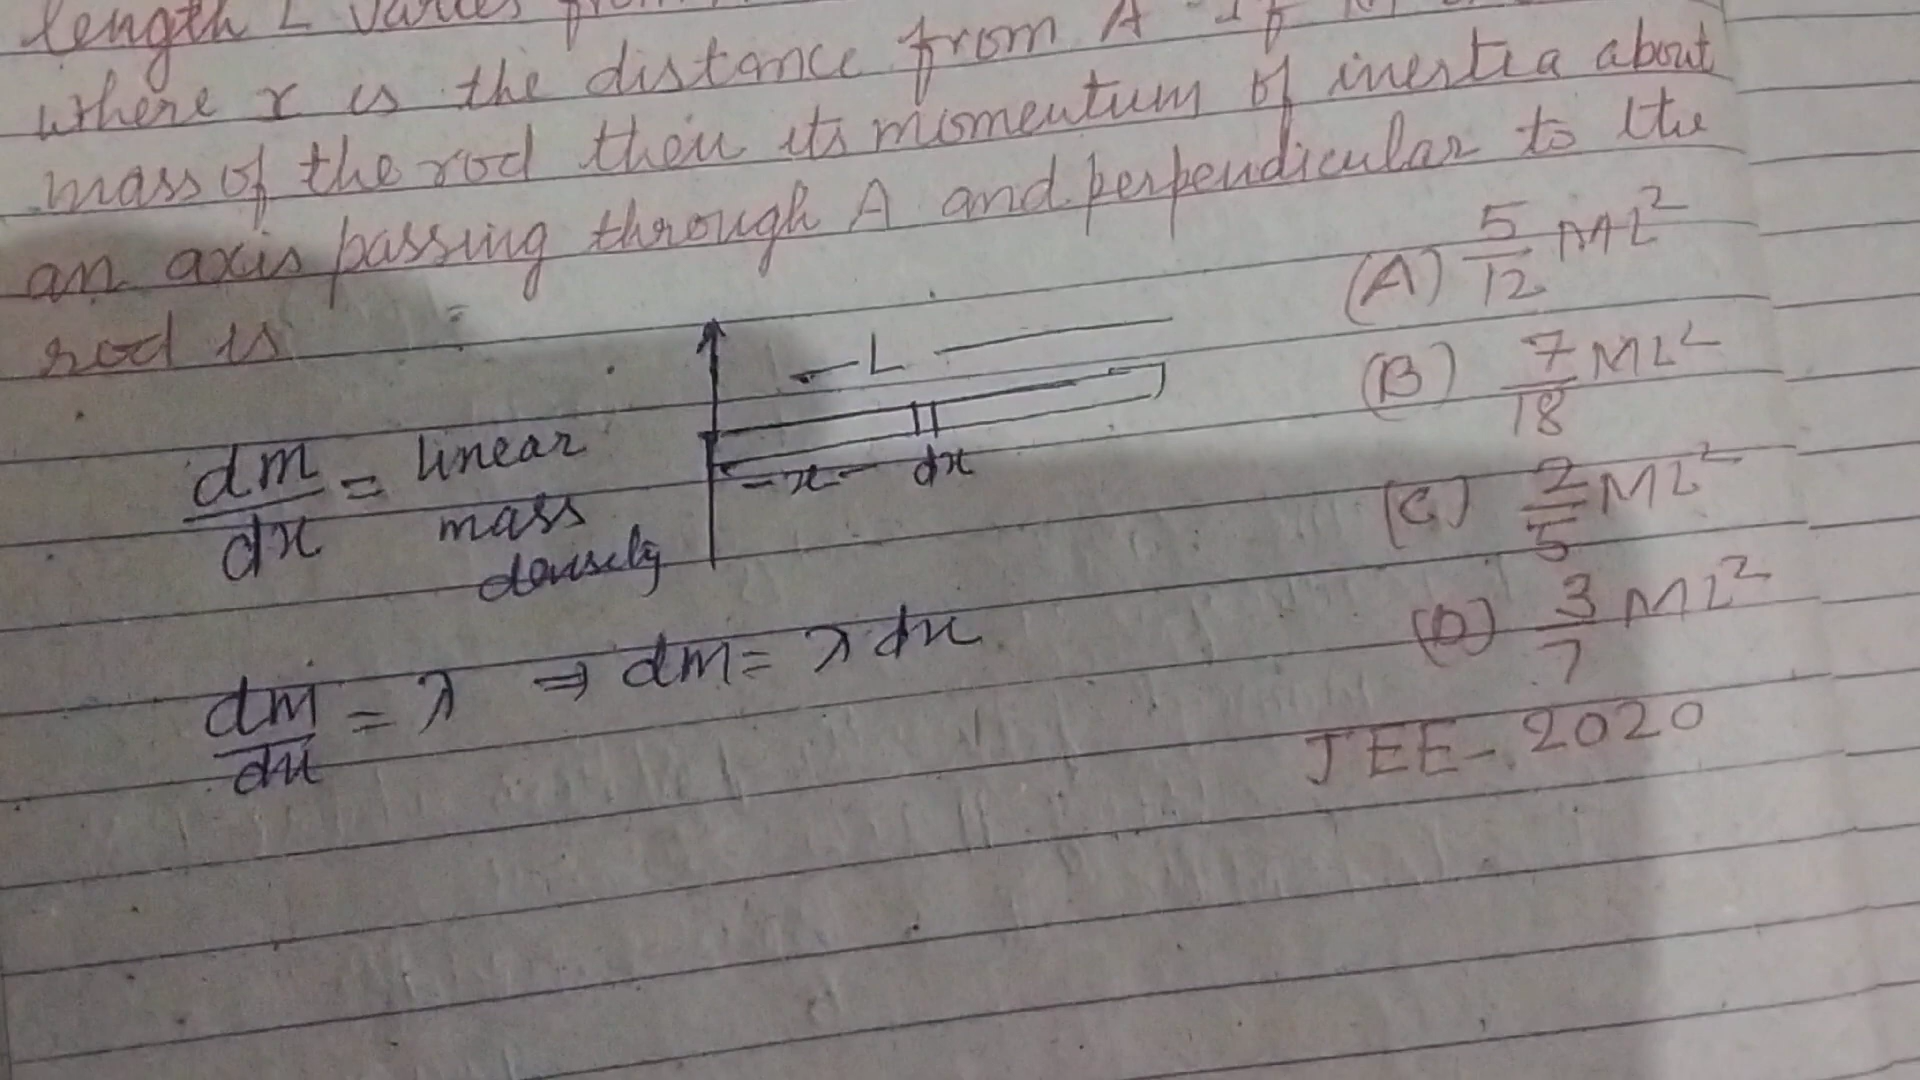 length L varies from
where x is the distance from A If M
mass of the rod then its momentum of inertia about
an axis passing through A and perpendicular to the
rod is
(A) 5/12 ML²
(B) 7/18 ML²
(C) 2/5 ML²
(D) 3/7 ML²
JEE - 2020
L
x dx
dm/dx = linear
mass
density
dm/dx = λ ⇒ dm = λ dx